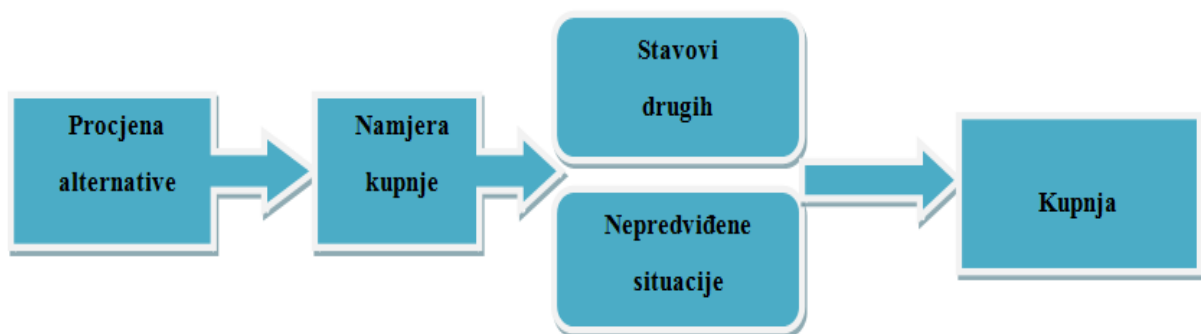 Procjena
alternative
Namjera
kupnje
Stavovi
drugih
Nepredviđene
situacije
Kupnja